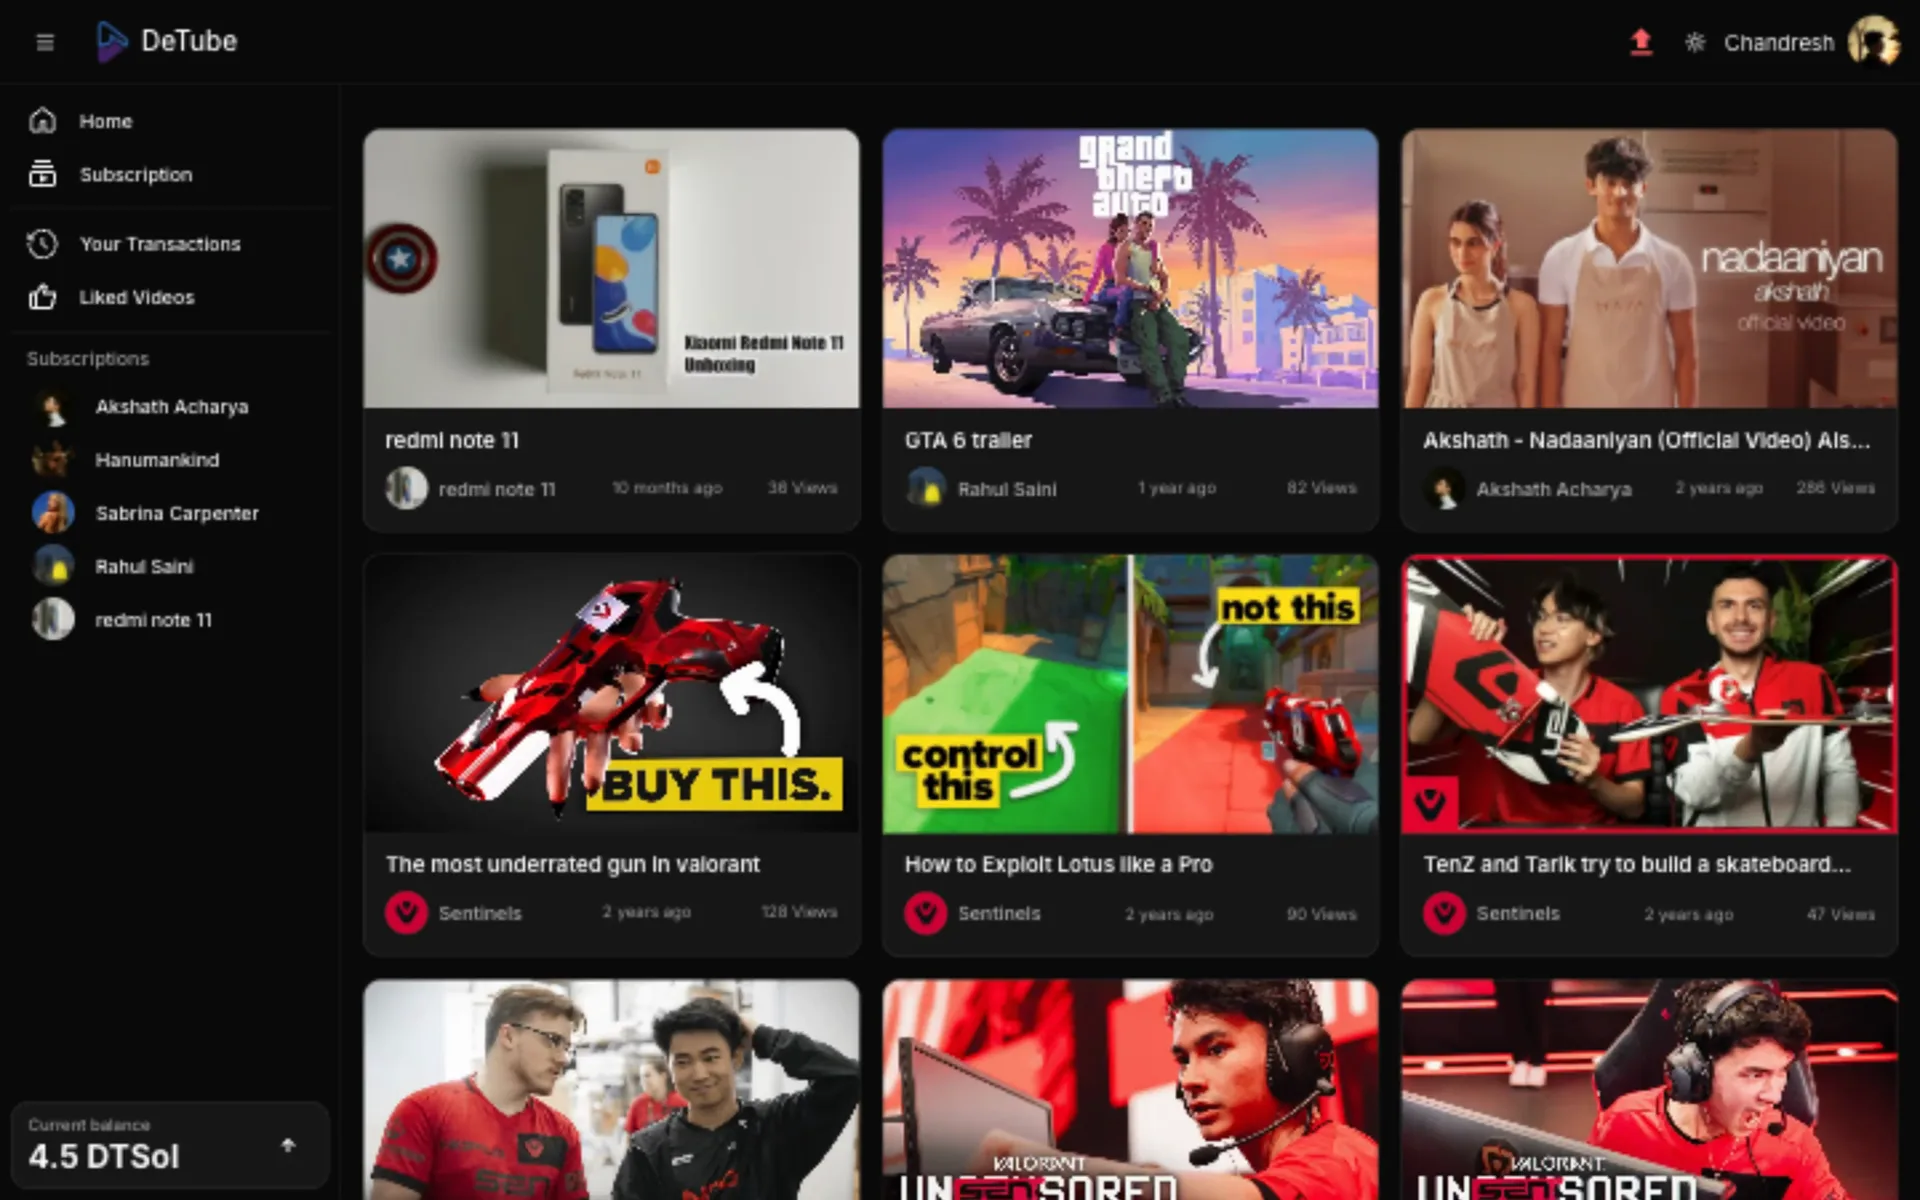 DeTube
Chandresh
Home
Subscription
Your Transactions
Liked Videos
Subscriptions
Akshath Acharya
Hanumankind
Sabrina Carpenter
Rahul Saini
redmi note 11
Current balance
4.5 DTSol
Xiaomi Redmi Note 11
Unboxing
redmi note 11
redmi note 11 10 months ago 36 Views
grand
theft
auto
GTA 6 trailer
Rahul Saini 1 year ago 82 Views
nadaaniyan
akshath
official video
Akshath - Nadaaniyan (Official Video) Als...
Akshath Acharya 2 years ago 286 Views
BUY THIS.
The most underrated gun in valorant
Sentinels 2 years ago 128 Views
not this
control
this
How to Exploit Lotus like a Pro
Sentinels 2 years ago 90 Views
TenZ and Tarik try to build a skateboard...
Sentinels 2 years ago 47 Views
VALORANT
UNSENSORED
VALORANT
UNSENSORED